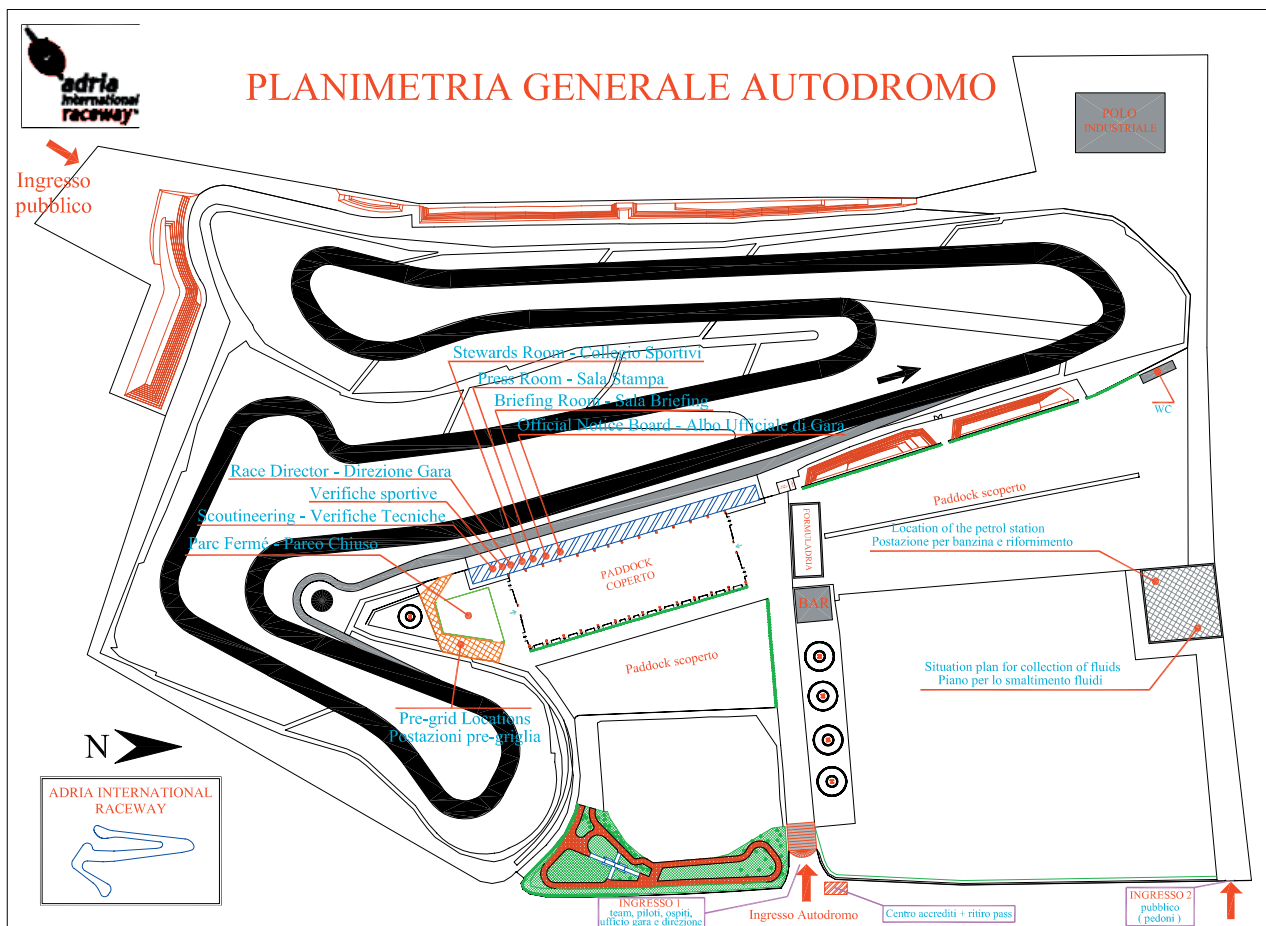 adria
international
raceway
PLANIMETRIA GENERALE AUTODROMO
POLO
INDUSTRIALE
Ingresso
pubblico
Stewards Room - Collegio Sportivi
Press Room - Sala Stampa
Briefing Room - Sala Briefing
Official Notice Board - Albo Ufficiale di Gara
WC
Race Director - Direzione Gara
Verifiche sportive
Scoutineering - Verifiche Tecniche
Parc Fermé - Parco Chiuso
Paddock scoperto
FORMULADRIA
Location of the petrol station
Postazione per banzina e rifornimento
PADDOCK
COPERTO
BAR
Paddock scoperto
Situation plan for collection of fluids
Piano per lo smaltimento fluidi
Pre-grid Locations
Postazioni pre-griglia
N
ADRIA INTERNATIONAL
RACEWAY
INGRESSO 1
team, piloti, ospiti,
ufficio gara e direzione
Ingresso Autodromo
Centro accrediti + ritiro pass
INGRESSO 2
pubblico
( pedoni )